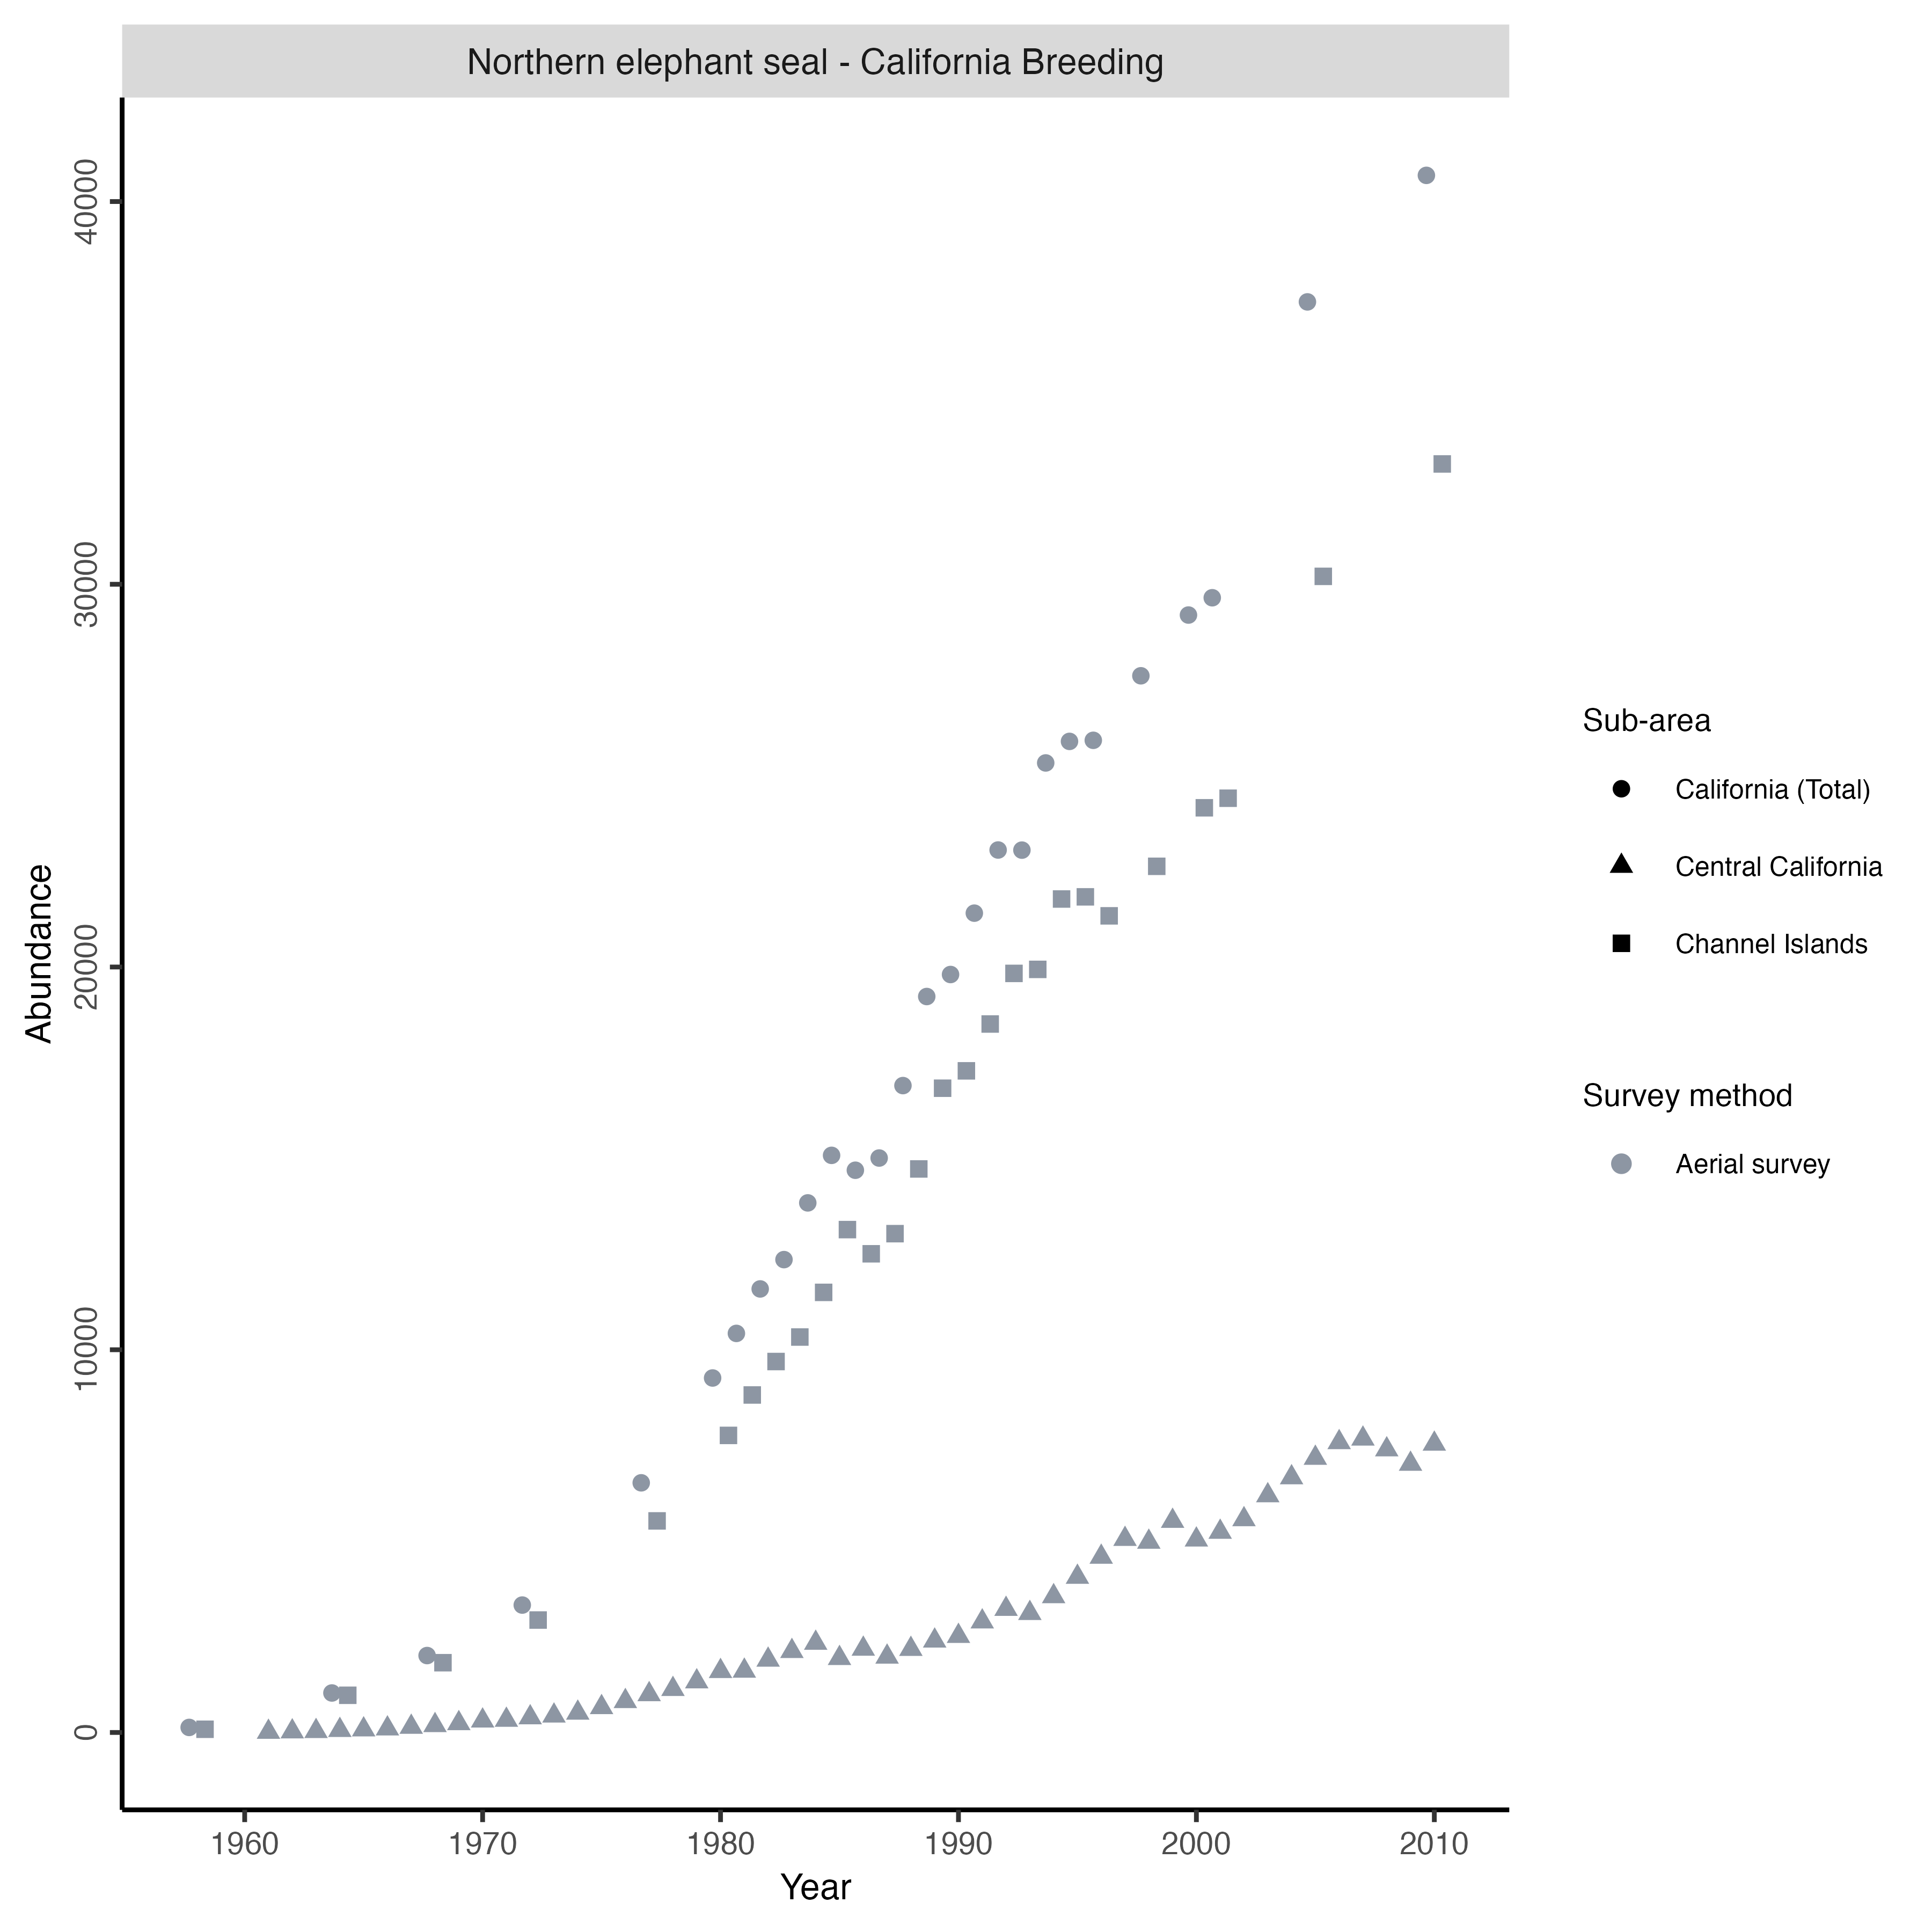 Northern elephant seal - California Breeding
Abundance
40000
30000
20000
10000
0
1960 1970 1980 1990 2000 2010
Year
Sub-area
California (Total)
Central California
Channel Islands
Survey method
Aerial survey